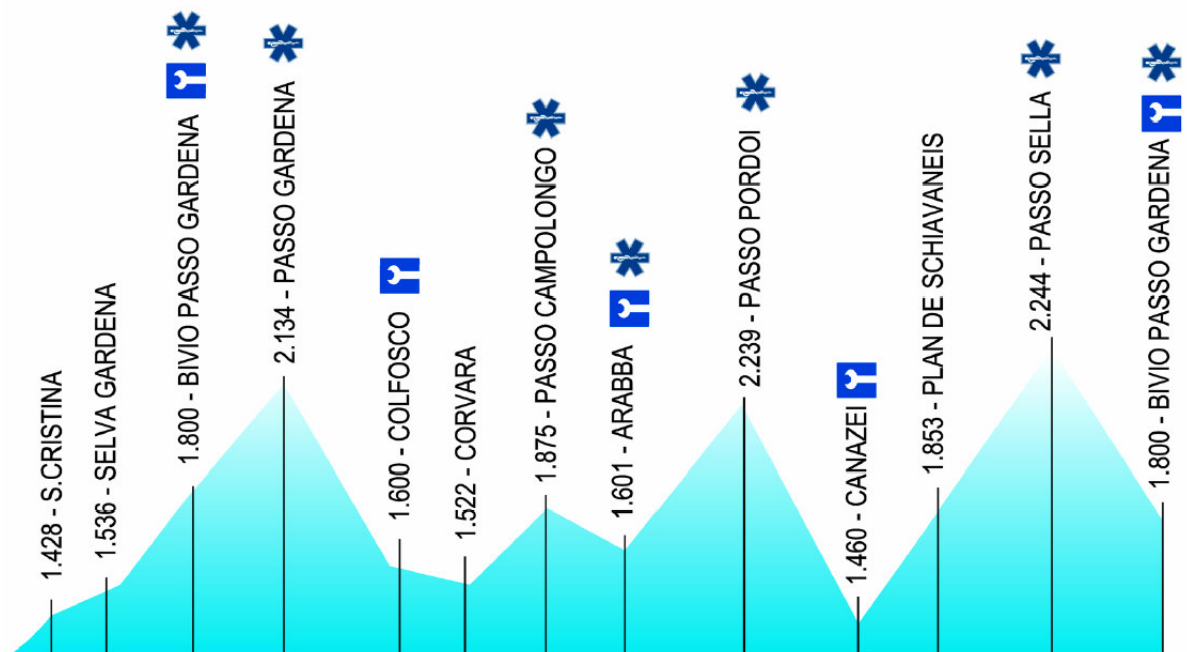 1.428 - S.CRISTINA
1.536 - SELVA GARDENA
1.800 - BIVIO PASSO GARDENA
2.134 - PASSO GARDENA
1.600 - COLFOSCO
1.522 - CORVARA
1.875 - PASSO CAMPOLONGO
1.601 - ARABBA
2.239 - PASSO PORDOI
1.460 - CANAZEI
1.853 - PLAN DE SCHIAVANEIS
2.244 - PASSO SELLA
1.800 - BIVIO PASSO GARDENA